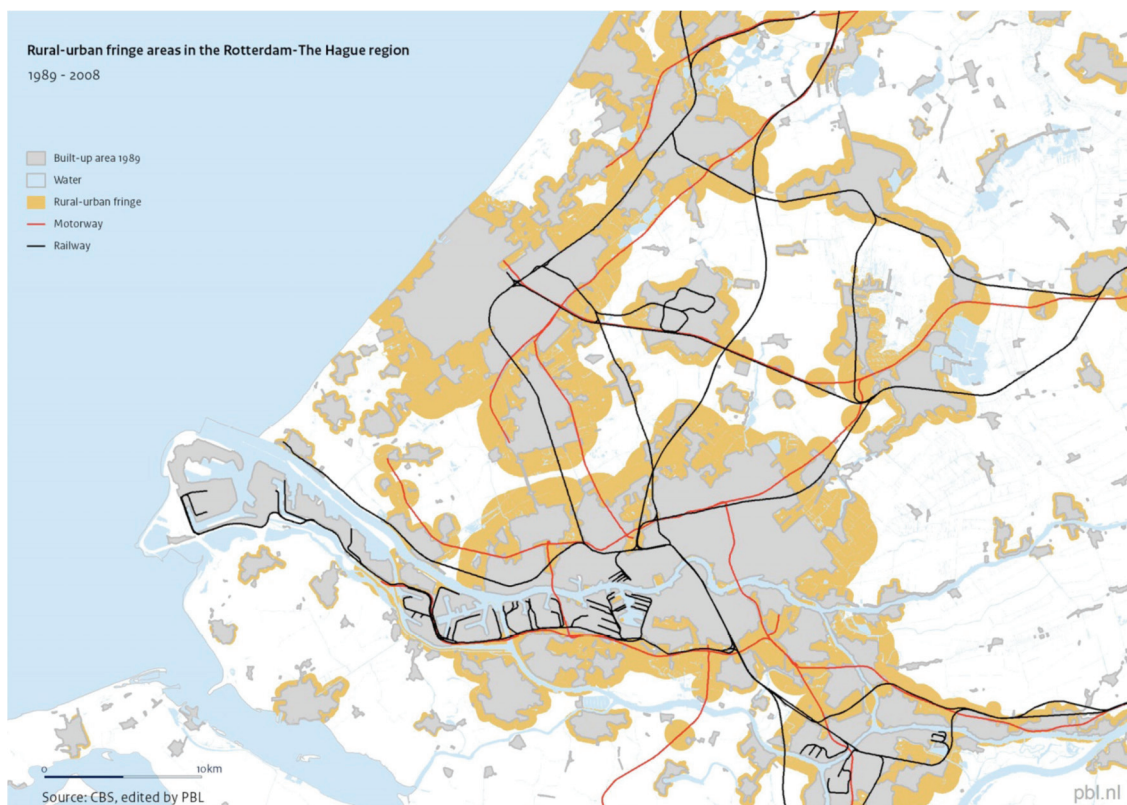 Rural-urban fringe areas in the Rotterdam-The Hague region
1989 - 2008
Built-up area 1989
Water
Rural-urban fringe
Motorway
Railway
0 10km
Source: CBS, edited by PBL
pbl.nl